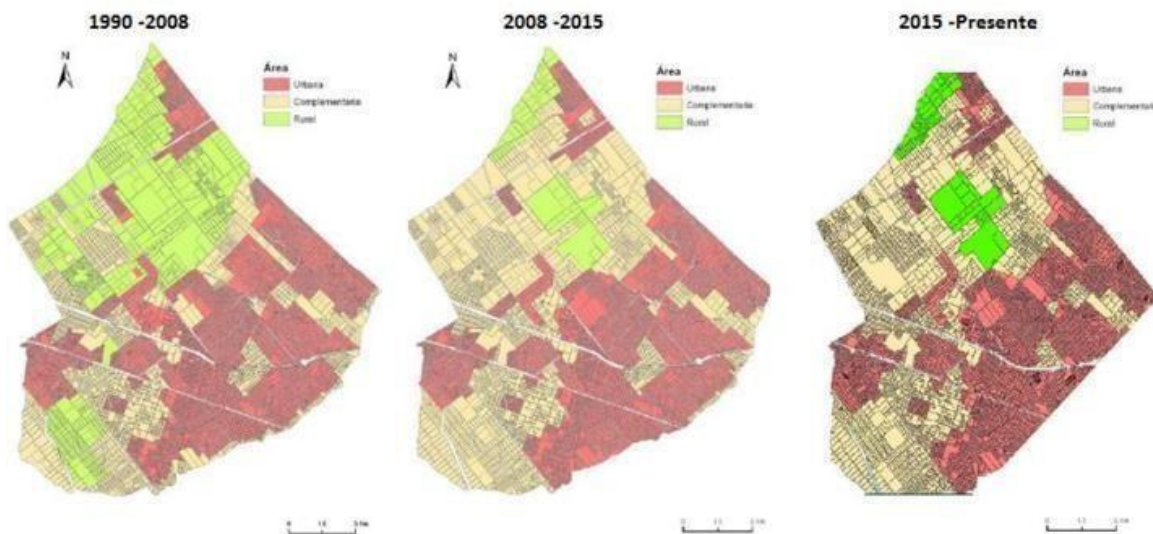 1990 -2008
N
Área
Urbana
Complementaria
Rural
2008 -2015
N
Área
Urbana
Complementaria
Rural
2015 -Presente
N
Área
Urbana
Complementaria
Rural